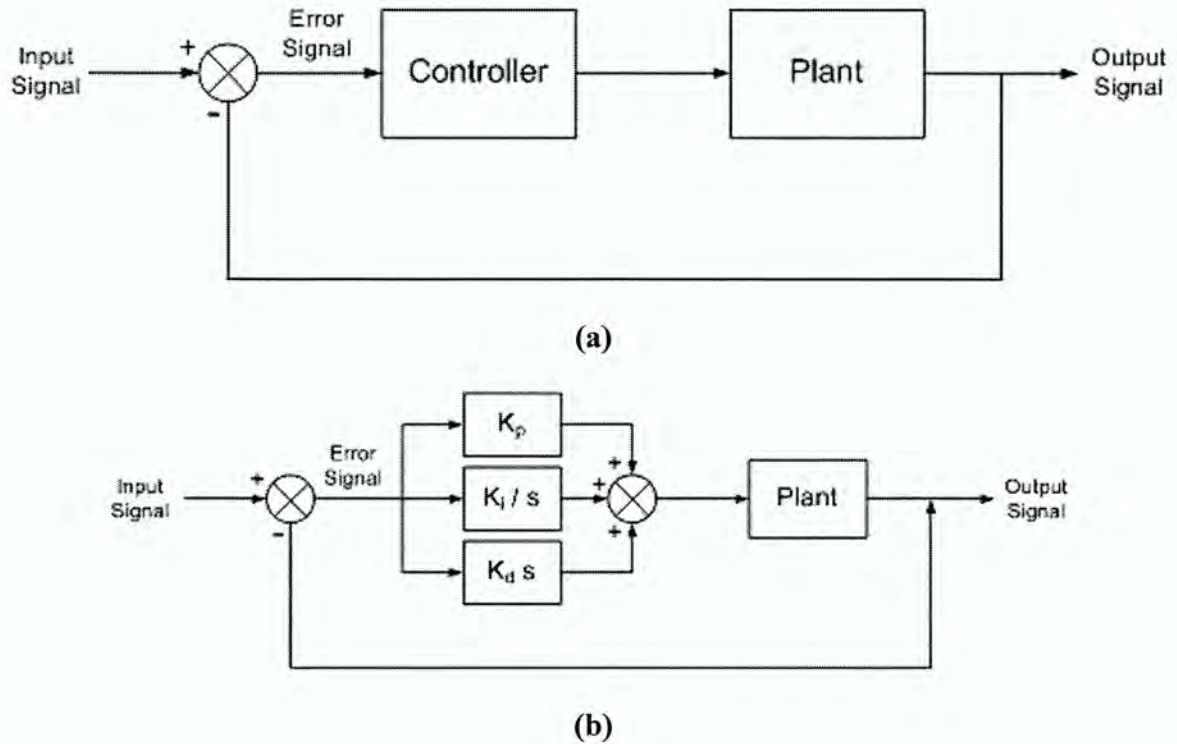 Input
Signal
+
-
Error
Signal
Controller
Plant
Output
Signal
(a)
Input
Signal
+
-
Error
Signal
Kp
Ki / s
Kd s
+
+
+
Plant
Output
Signal
(b)